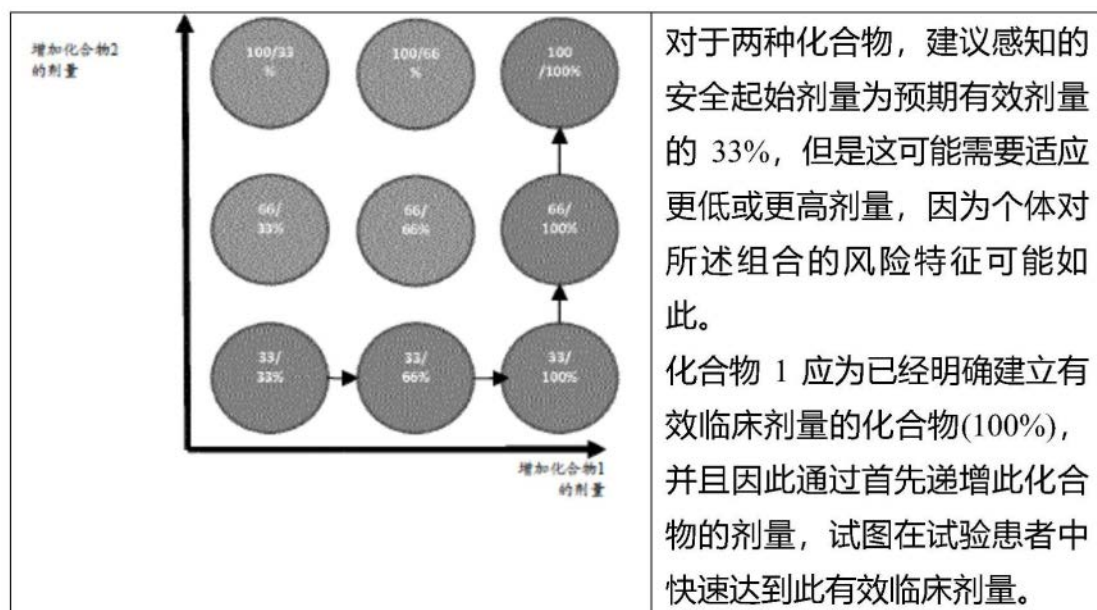 增加化合物2
的剂量
100/33
%
100/66
%
100
/100%
66/
33%
66/
66%
66/
100%
33/
33%
33/
66%
33/
100%
增加化合物1
的剂量
对于两种化合物，建议感知的
安全起始剂量为预期有效剂量
的 33%，但是这可能需要适应
更低或更高剂量，因为个体对
所述组合的风险特征可能如
此。
化合物 1 应为已经明确建立有
效临床剂量的化合物(100%)，
并且因此通过首先递增此化合
物的剂量，试图在试验患者中
快速达到此有效临床剂量。